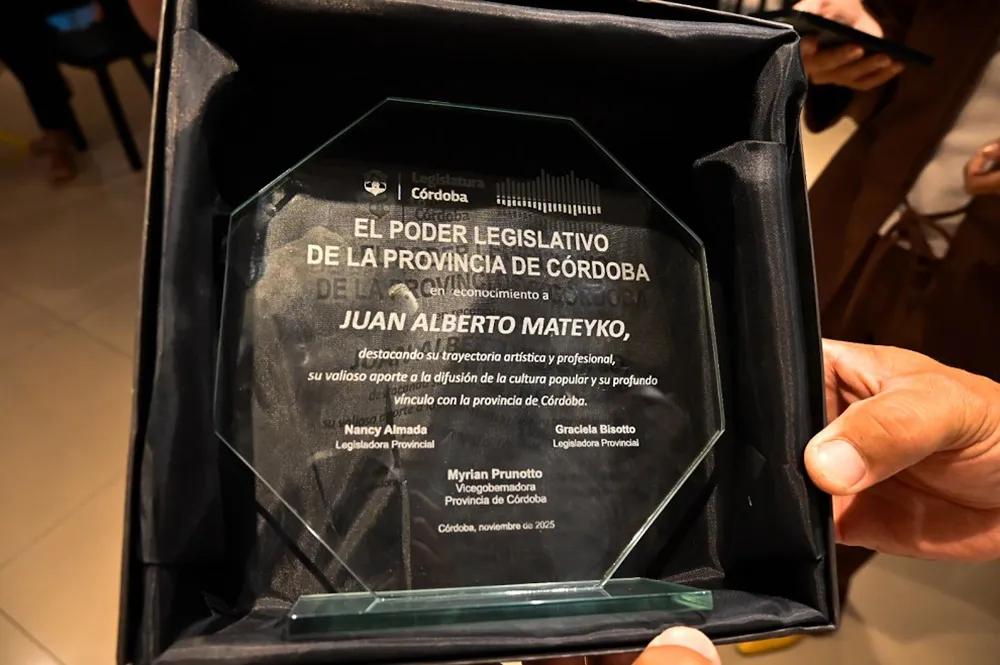 Legislatura
Córdoba
EL PODER LEGISLATIVO
DE LA PROVINCIA DE CÓRDOBA
en reconocimiento a
JUAN ALBERTO MATEYKO,
destacando su trayectoria artística y profesional,
su valioso aporte a la difusión de la cultura popular y su profundo
vínculo con la provincia de Córdoba.
Nancy Almada
Legisladora Provincial
Graciela Bisotto
Legisladora Provincial
Myrian Prunotto
Vicegobernadora
Provincia de Córdoba
Córdoba, noviembre de 2025